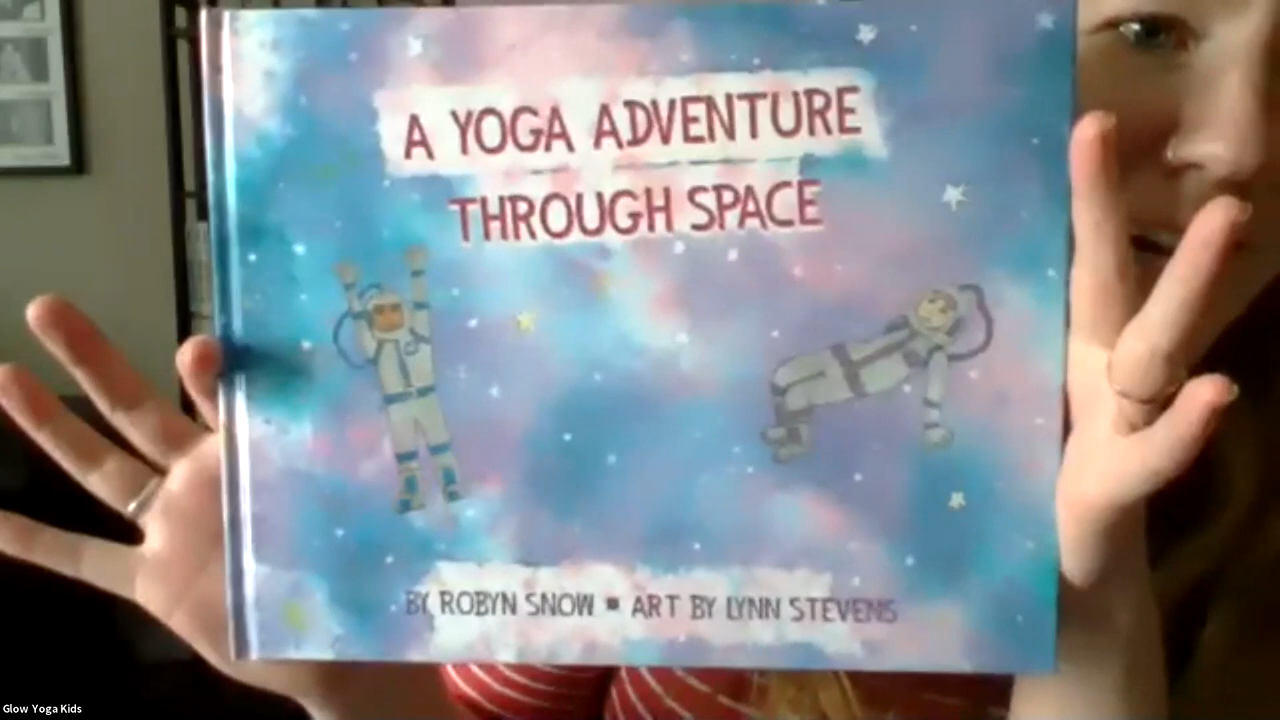 A YOGA ADVENTURE
THROUGH SPACE
BY ROBYN SNOW ▪ ART BY LYNN STEVENS
Glow Yoga Kids